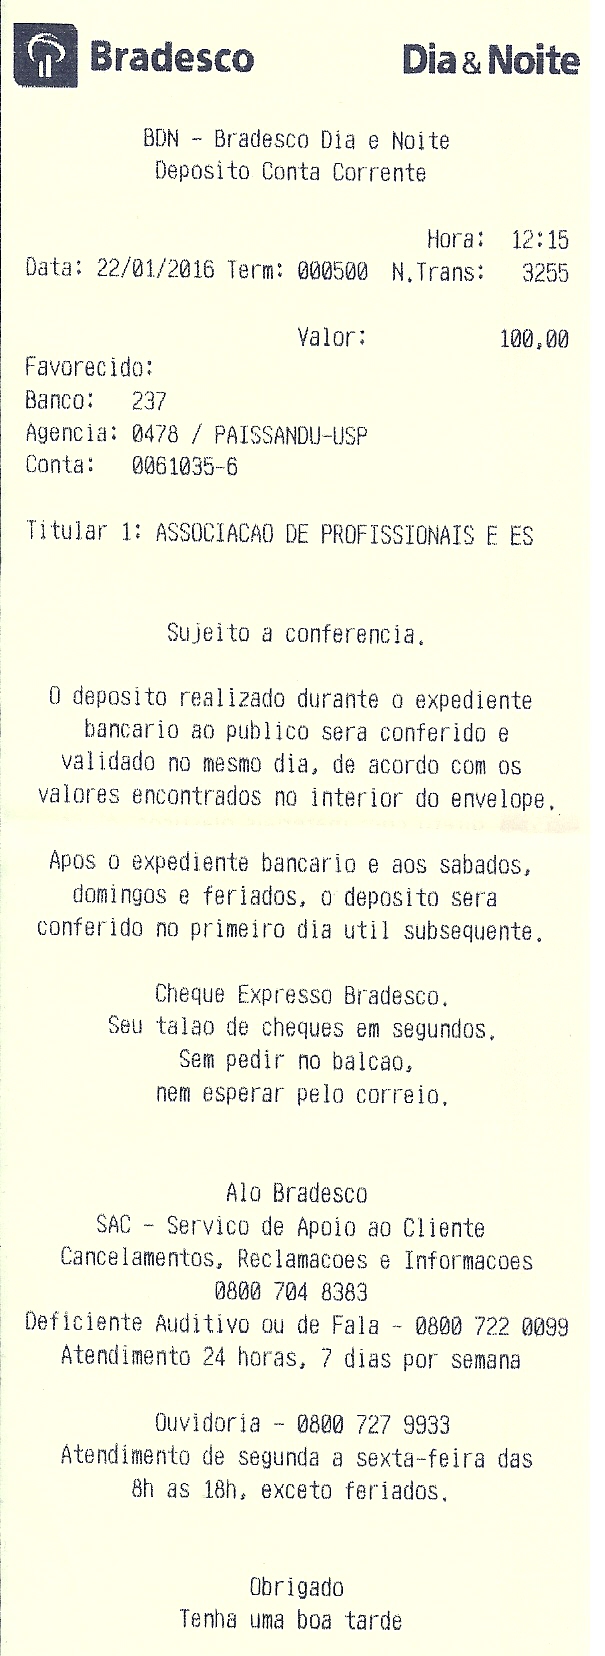 Bradesco Dia & Noite
BDN - Bradesco Dia e Noite
Deposito Conta Corrente
Hora: 12:15
Data: 22/01/2016 Term: 000500 N.Trans: 3255
Valor: 100,00
Favorecido:
Banco: 237
Agencia: 0478 / PAISSANDU-USP
Conta: 0061035-6
Titular 1: ASSOCIACAO DE PROFISSIONAIS E ES
Sujeito a conferencia.
O deposito realizado durante o expediente
bancario ao publico sera conferido e
validado no mesmo dia, de acordo com os
valores encontrados no interior do envelope.
Apos o expediente bancario e aos sabados,
domingos e feriados, o deposito sera
conferido no primeiro dia util subsequente.
Cheque Expresso Bradesco.
Seu talao de cheques em segundos.
Sem pedir no balcao,
nem esperar pelo correio.
Alo Bradesco
SAC - Servico de Apoio ao Cliente
Cancelamentos, Reclamacoes e Informacoes
0800 704 8383
Deficiente Auditivo ou de Fala - 0800 722 0099
Atendimento 24 horas, 7 dias por semana
Ouvidoria - 0800 727 9933
Atendimento de segunda a sexta-feira das
8h as 18h, exceto feriados.
Obrigado
Tenha uma boa tarde